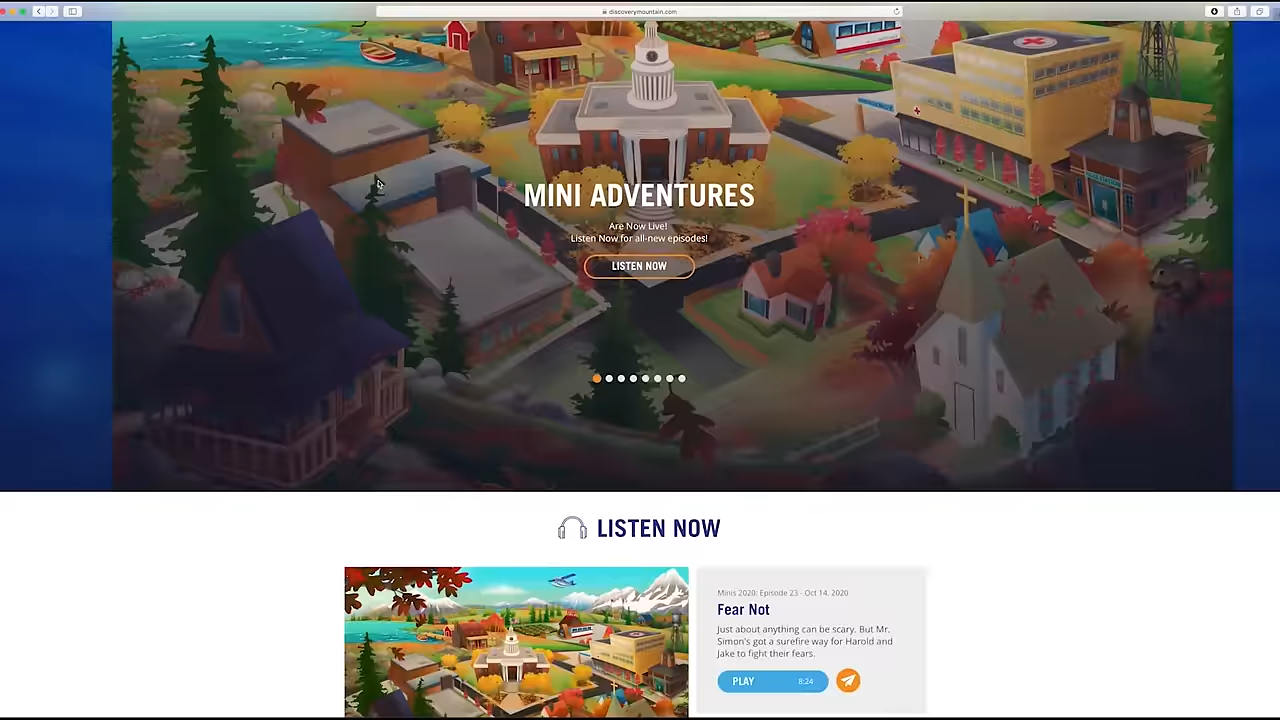 discoverymountain.com
MINI ADVENTURES
Are Now Live!
Listen Now for all-new episodes!
LISTEN NOW
LISTEN NOW
Minis 2020: Episode 23 - Oct 14, 2020
Fear Not
Just about anything can be scary. But Mr.
Simon's got a surefire way for Harold and
Jake to fight their fears.
PLAY 8:24